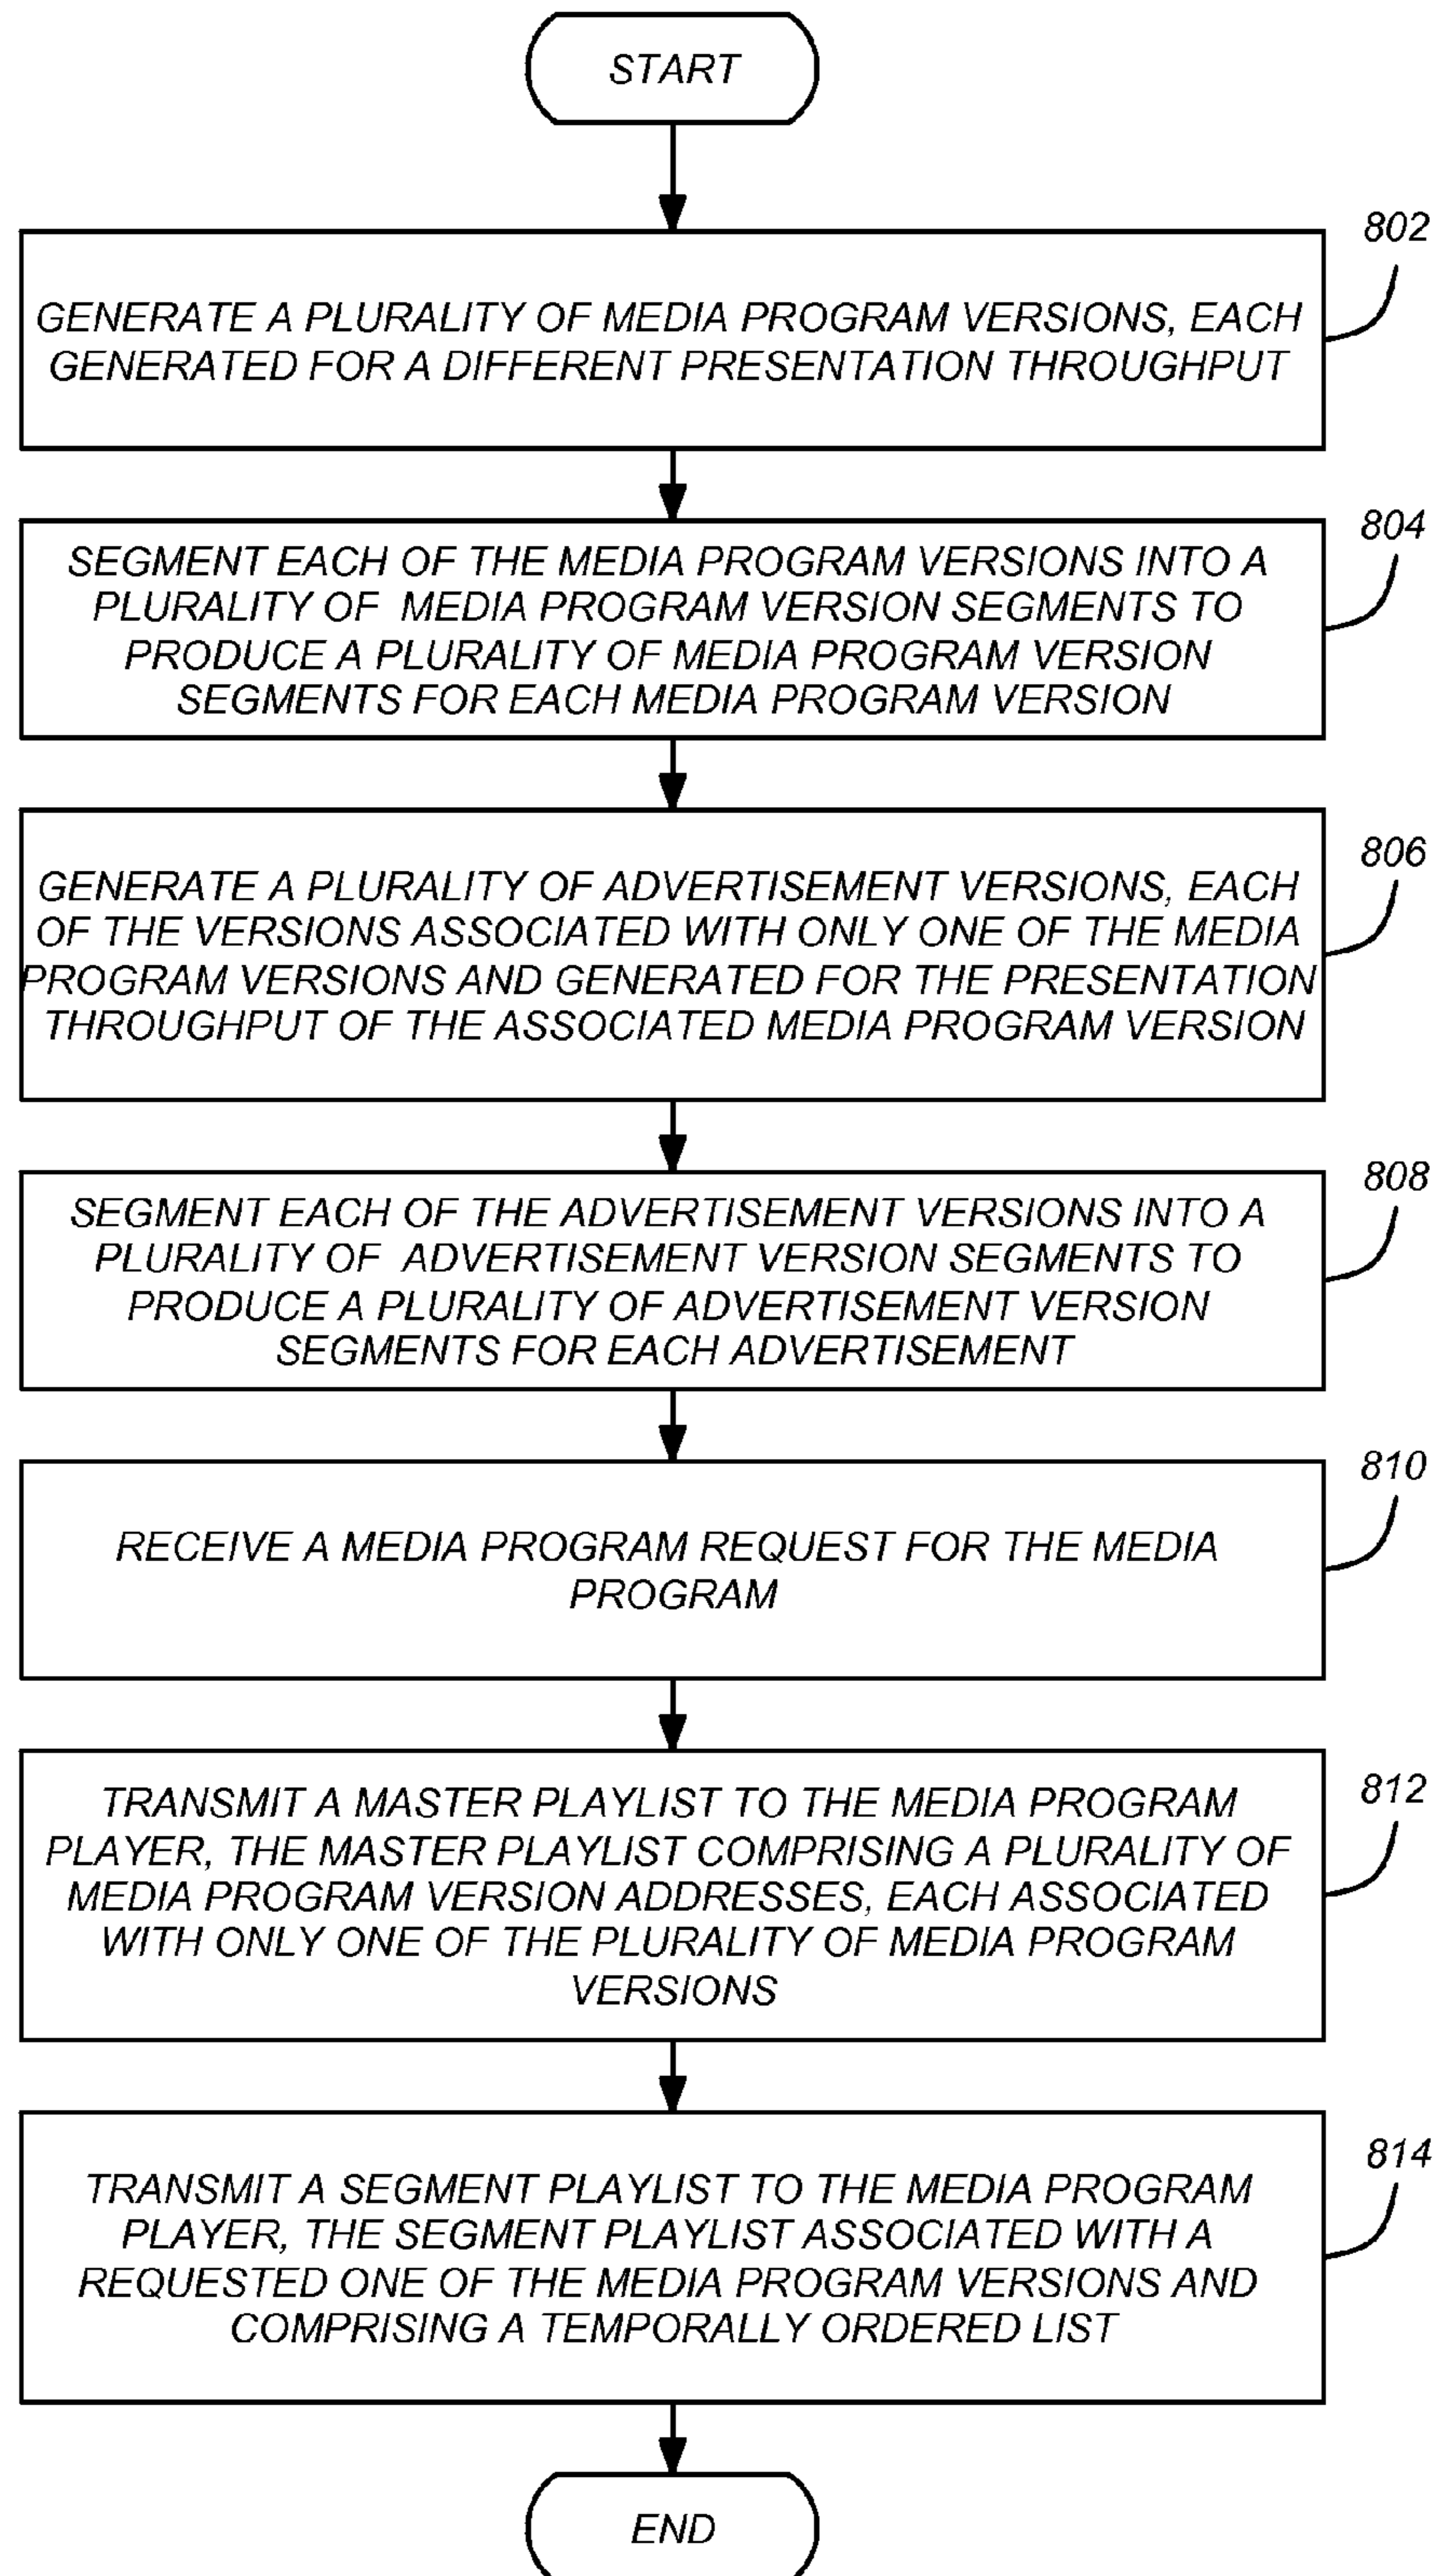 START
802
GENERATE A PLURALITY OF MEDIA PROGRAM VERSIONS, EACH
GENERATED FOR A DIFFERENT PRESENTATION THROUGHPUT
804
SEGMENT EACH OF THE MEDIA PROGRAM VERSIONS INTO A
PLURALITY OF MEDIA PROGRAM VERSION SEGMENTS TO
PRODUCE A PLURALITY OF MEDIA PROGRAM VERSION
SEGMENTS FOR EACH MEDIA PROGRAM VERSION
806
GENERATE A PLURALITY OF ADVERTISEMENT VERSIONS, EACH
OF THE VERSIONS ASSOCIATED WITH ONLY ONE OF THE MEDIA
PROGRAM VERSIONS AND GENERATED FOR THE PRESENTATION
THROUGHPUT OF THE ASSOCIATED MEDIA PROGRAM VERSION
808
SEGMENT EACH OF THE ADVERTISEMENT VERSIONS INTO A
PLURALITY OF ADVERTISEMENT VERSION SEGMENTS TO
PRODUCE A PLURALITY OF ADVERTISEMENT VERSION
SEGMENTS FOR EACH ADVERTISEMENT
810
RECEIVE A MEDIA PROGRAM REQUEST FOR THE MEDIA
PROGRAM
812
TRANSMIT A MASTER PLAYLIST TO THE MEDIA PROGRAM
PLAYER, THE MASTER PLAYLIST COMPRISING A PLURALITY OF
MEDIA PROGRAM VERSION ADDRESSES, EACH ASSOCIATED
WITH ONLY ONE OF THE PLURALITY OF MEDIA PROGRAM
VERSIONS
814
TRANSMIT A SEGMENT PLAYLIST TO THE MEDIA PROGRAM
PLAYER, THE SEGMENT PLAYLIST ASSOCIATED WITH A
REQUESTED ONE OF THE MEDIA PROGRAM VERSIONS AND
COMPRISING A TEMPORALLY ORDERED LIST
END